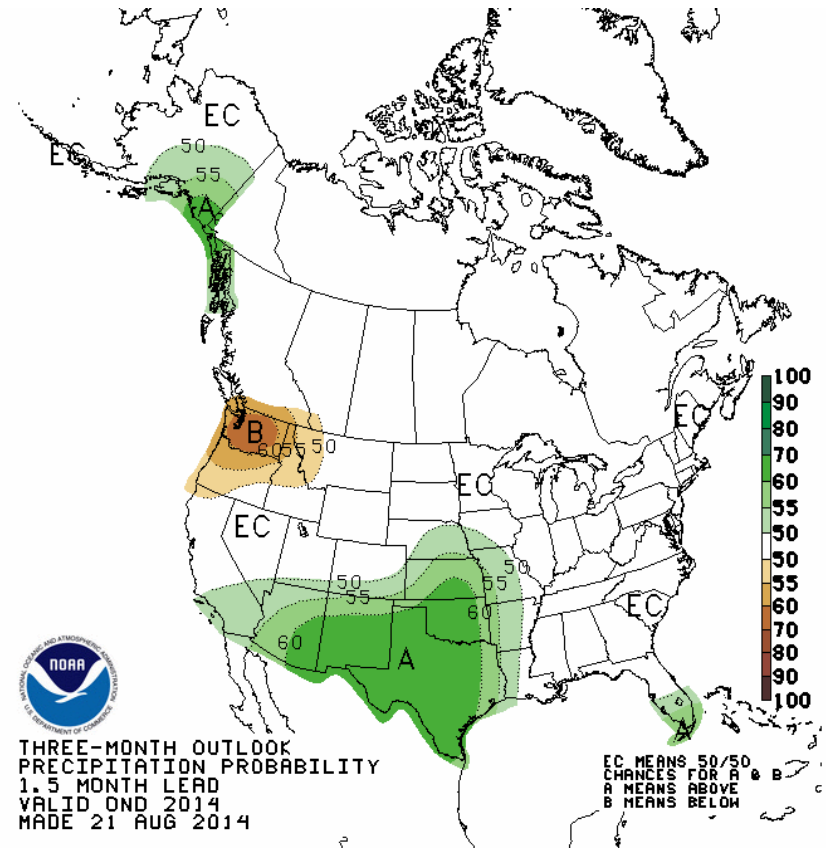 EC
EC
50
55
A
B
60
55
50
EC
EC
EC
50
55
50
55
60
EC
60
A
A
100
90
80
70
60
55
50
50
55
60
70
80
90
100
NATIONAL OCEANIC AND ATMOSPHERIC ADMINISTRATION
NOAA
U.S. DEPARTMENT OF COMMERCE
THREE-MONTH OUTLOOK
PRECIPITATION PROBABILITY
1.5 MONTH LEAD
VALID OND 2014
MADE 21 AUG 2014
EC MEANS 50/50
CHANCES FOR A & B
A MEANS ABOVE
B MEANS BELOW